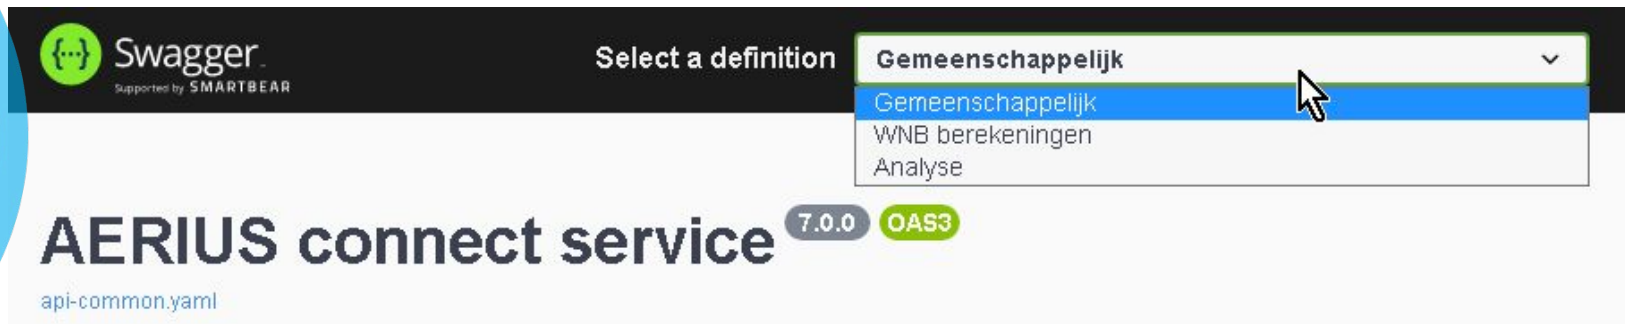 {...} Swagger
Supported by SMARTBEAR
Select a definition
Gemeenschappelijk
Gemeenschappelijk
WNB berekeningen
Analyse
AERIUS connect service 7.0.0 OAS3
api-common.yaml